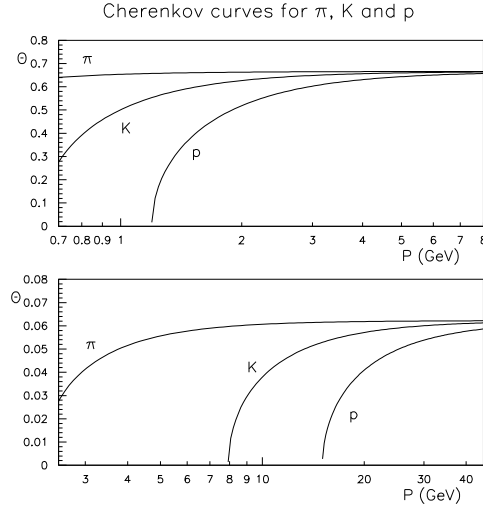 Cherenkov curves for π, K and p
0.8
Θ
π
0.7
0.6
0.5
K
0.4
0.3
p
0.2
0.1
0
0.7 0.8 0.9 1 2 3 4 5 6 7 8
P (GeV)
0.08
Θ
0.07
0.06
π
0.05
0.04
K
0.03
0.02
p
0.01
0
3 4 5 6 7 8 9 10 20 30 40
P (GeV)